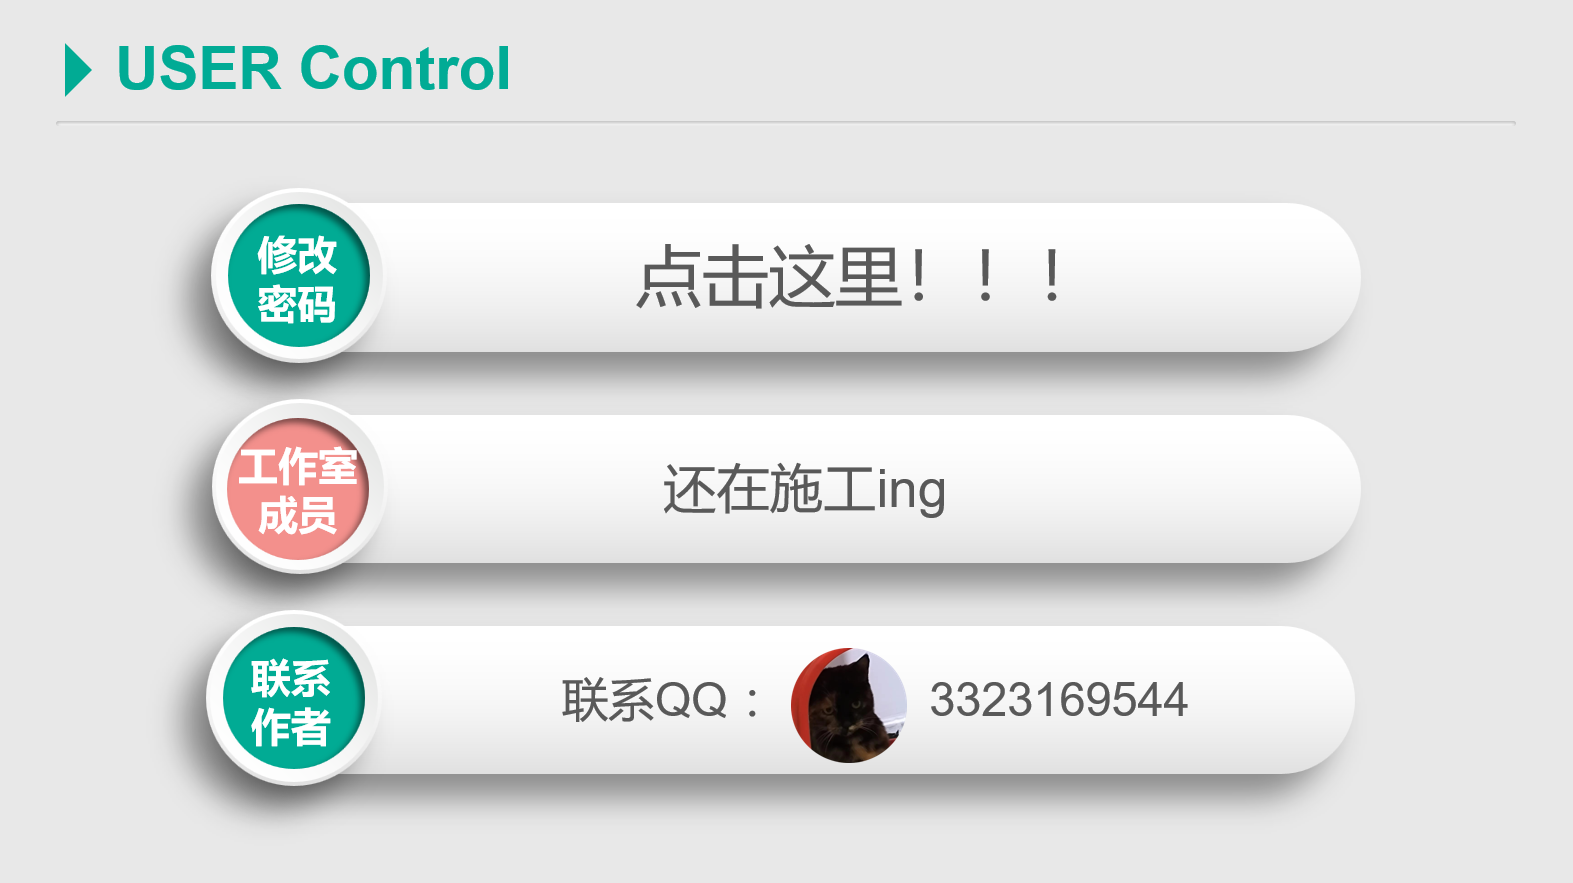 USER Control
修改
密码
点击这里！！！
工作室
成员
还在施工ing
联系
作者
联系QQ： 3323169544